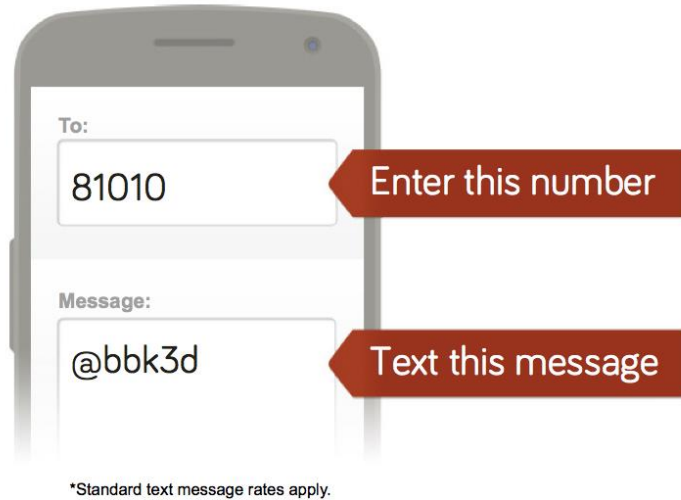 To:
81010
Enter this number
Message:
@bbk3d
Text this message
*Standard text message rates apply.